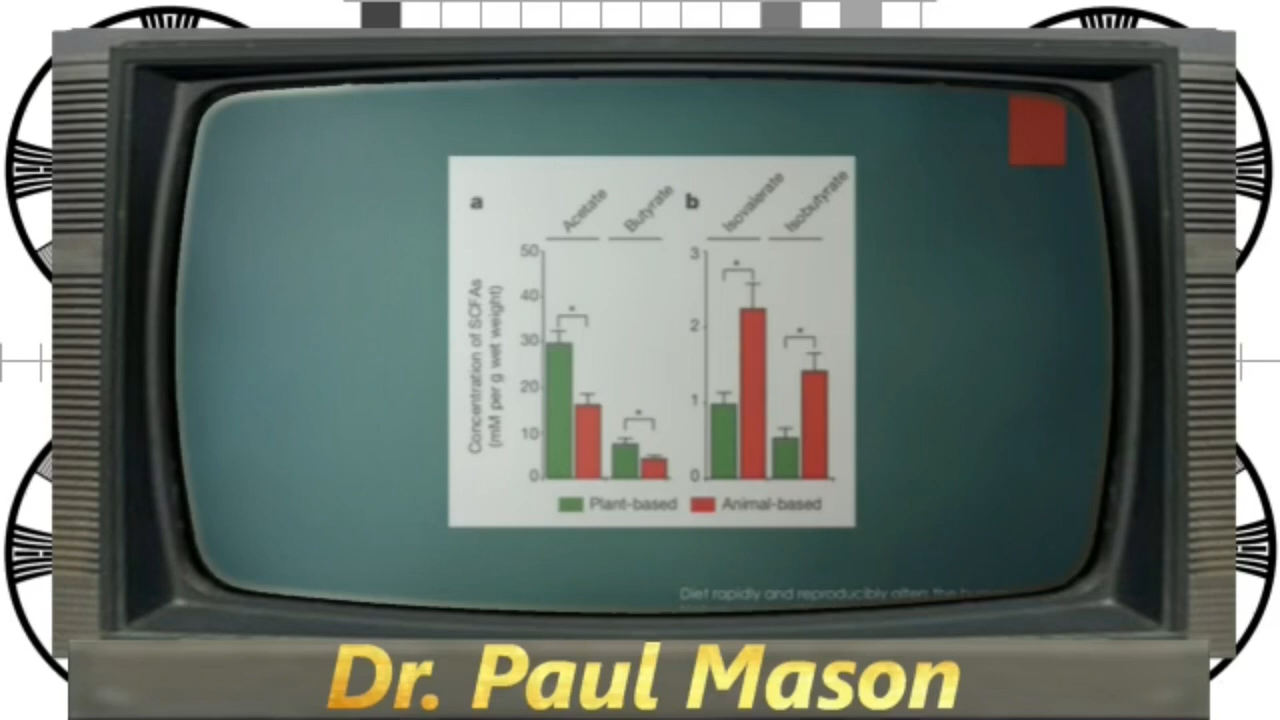 a
Acetate
Butyrate
b
Isovalerate
Isobutyrate
Concentration of SCFAs
(mM per g wet weight)
50
40
30
20
10
0
3
2
1
0
*
*
*
*
Plant-based
Animal-based
Diet rapidly and reproducibly alters the
Dr. Paul Mason